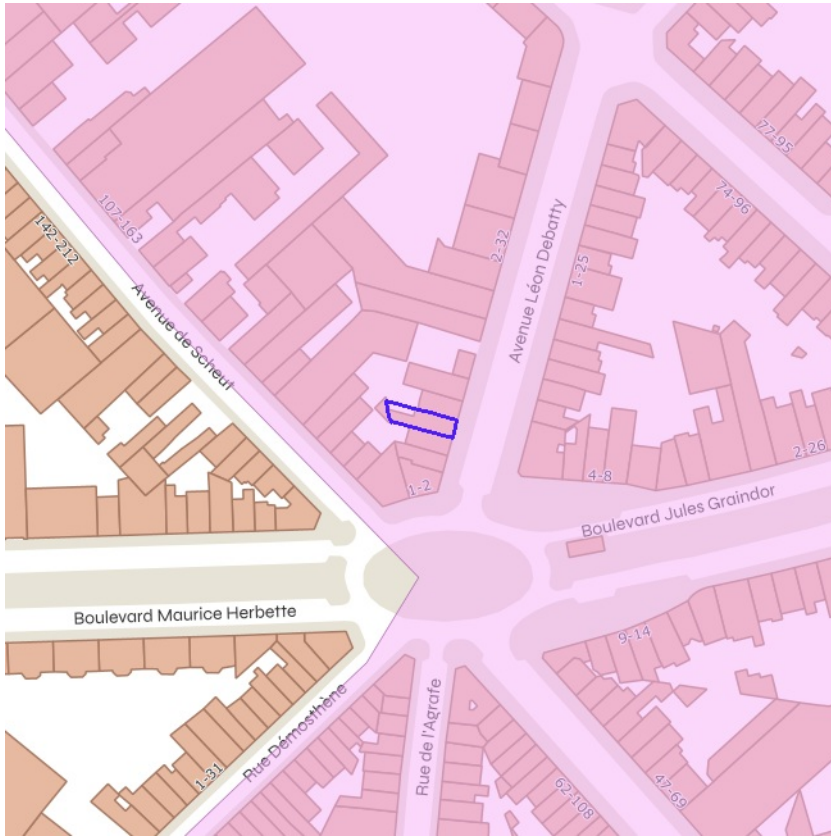 77-95
74-96
107-163
142-212
2-32
1-25
Avenue Léon Debatty
Avenue de Scheut
1-2
4-8
2-26
Boulevard Jules Graindor
Boulevard Maurice Herbette
9-14
Rue Démosthène
Rue de l'Agrafe
1-31
62-108
47-69